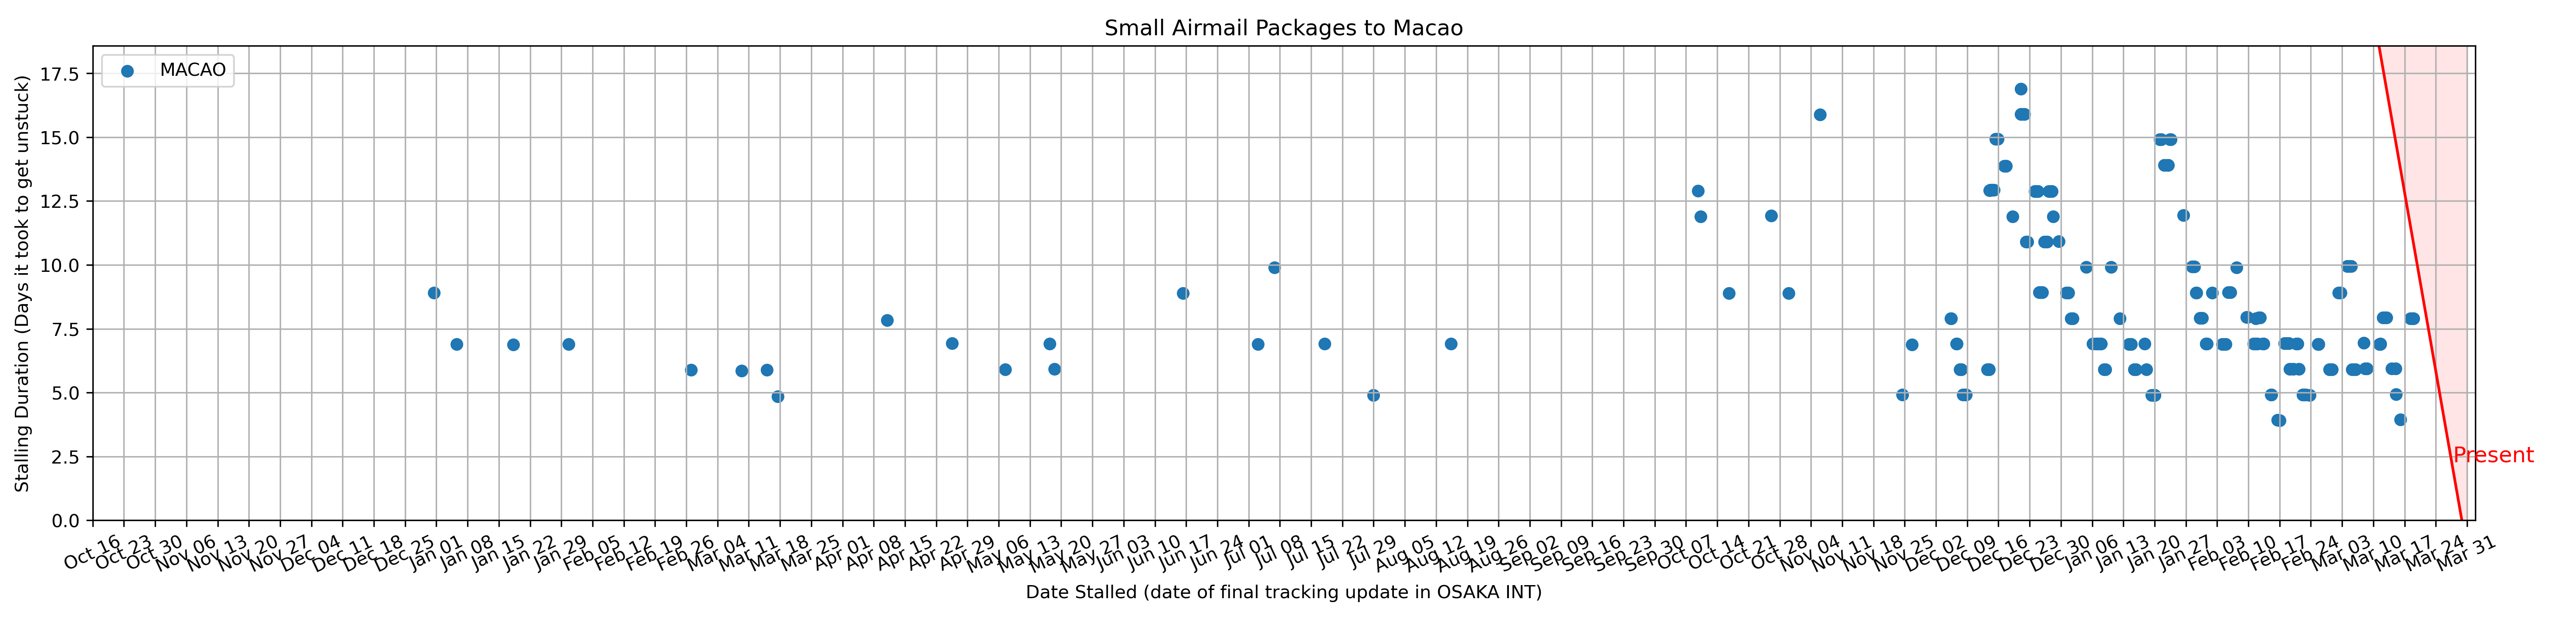 Small Airmail Packages to Macao
MACAO
Stalling Duration (Days it took to get unstuck)
17.5
15.0
12.5
10.0
7.5
5.0
2.5
0.0
Present
Oct 16 Oct 23 Oct 30 Nov 06 Nov 13 Nov 20 Nov 27 Dec 04 Dec 11 Dec 18 Dec 25 Jan 01 Jan 08 Jan 15 Jan 22 Jan 29 Feb 05 Feb 12 Feb 19 Feb 26 Mar 04 Mar 11 Mar 18 Mar 25 Apr 01 Apr 08 Apr 15 Apr 22 Apr 29 May 06 May 13 May 20 May 27 Jun 03 Jun 10 Jun 17 Jun 24 Jul 01 Jul 08 Jul 15 Jul 22 Jul 29 Aug 05 Aug 12 Aug 19 Aug 26 Sep 02 Sep 09 Sep 16 Sep 23 Sep 30 Oct 07 Oct 14 Oct 21 Oct 28 Nov 04 Nov 11 Nov 18 Nov 25 Dec 02 Dec 09 Dec 16 Dec 23 Dec 30 Jan 06 Jan 13 Jan 20 Jan 27 Feb 03 Feb 10 Feb 17 Feb 24 Mar 03 Mar 10 Mar 17 Mar 24 Mar 31
Date Stalled (date of final tracking update in OSAKA INT)